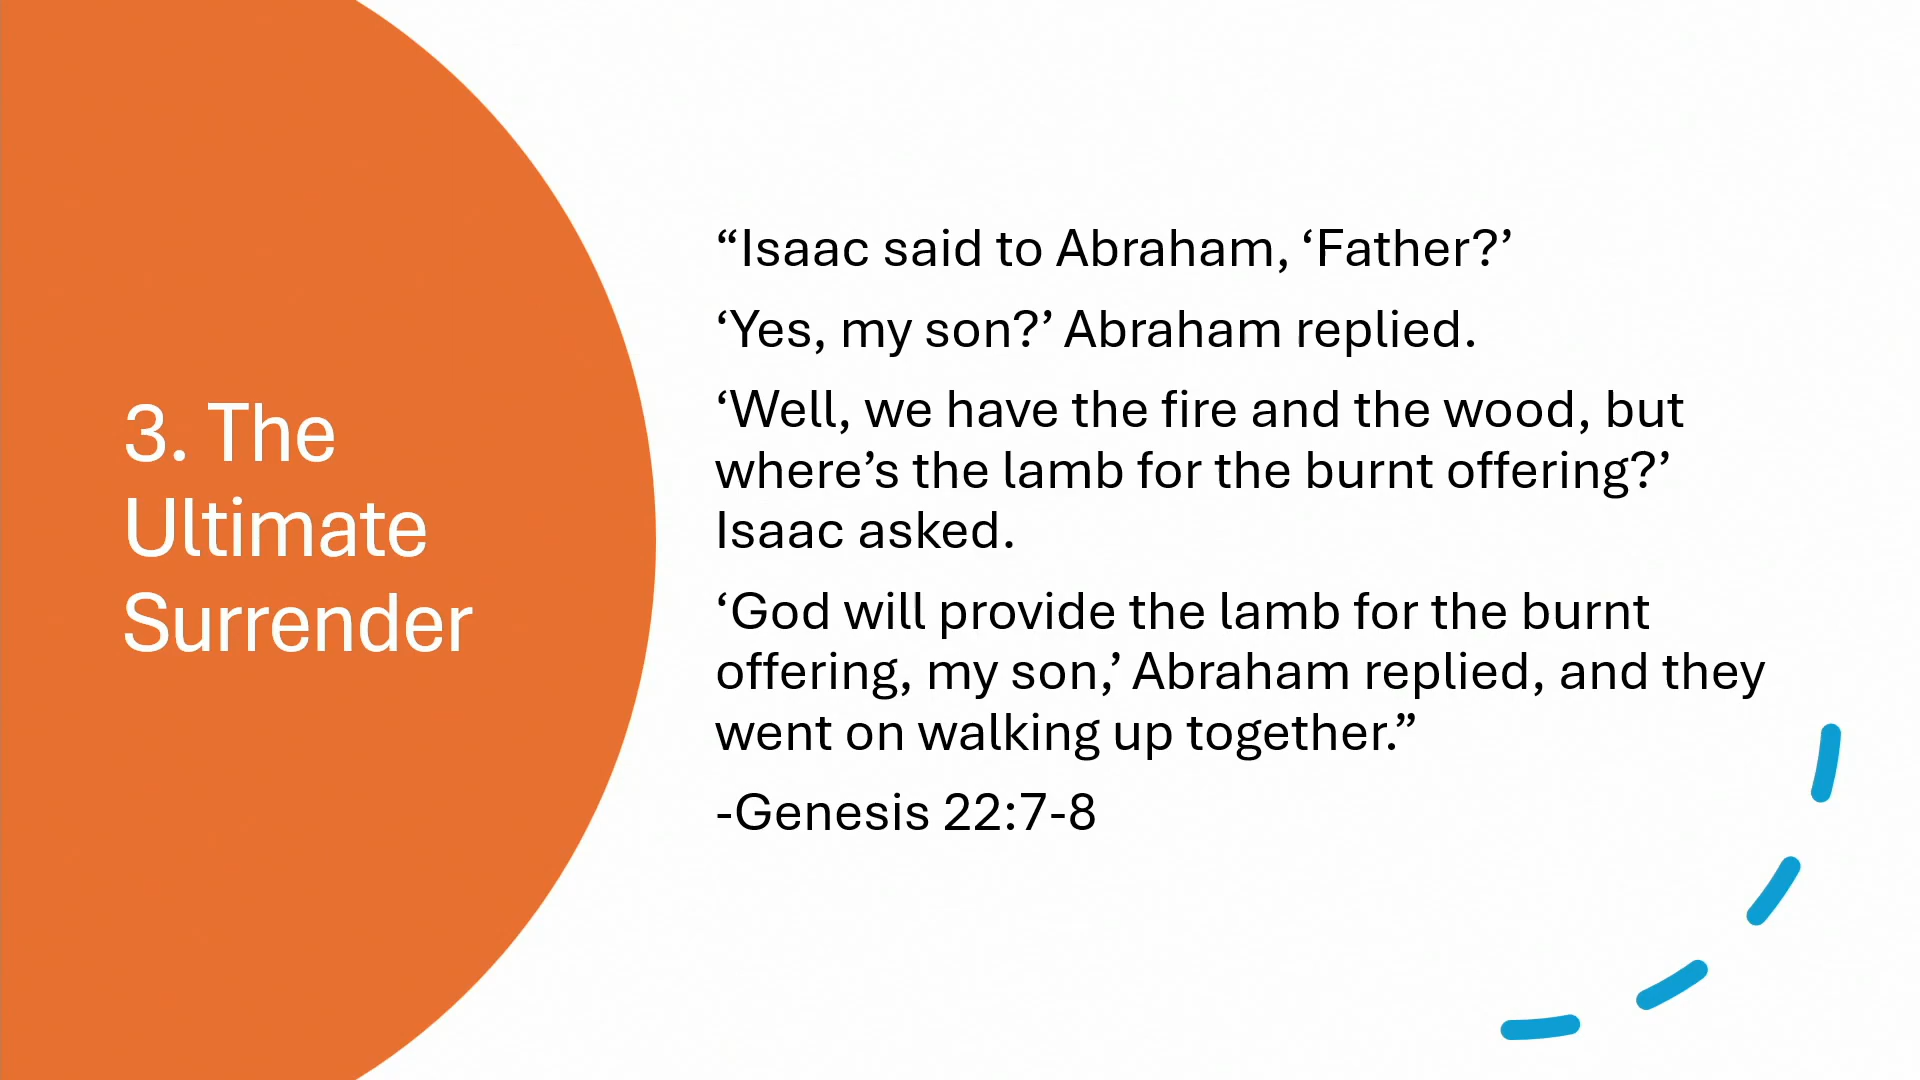 3. The
Ultimate
Surrender
“Isaac said to Abraham, ‘Father?’
‘Yes, my son?’ Abraham replied.
‘Well, we have the fire and the wood, but
where’s the lamb for the burnt offering?’
Isaac asked.
‘God will provide the lamb for the burnt
offering, my son,’ Abraham replied, and they
went on walking up together.”
-Genesis 22:7-8